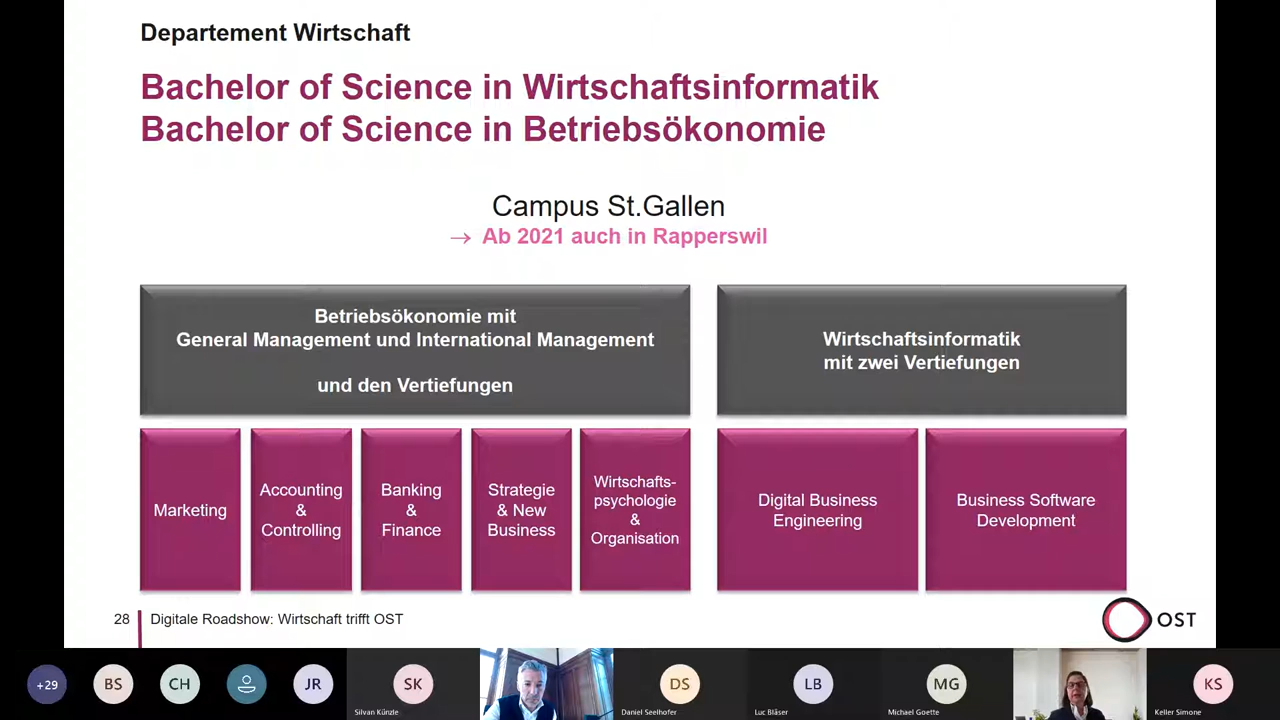 Departement Wirtschaft
Bachelor of Science in Wirtschaftsinformatik
Bachelor of Science in Betriebsökonomie
Campus St.Gallen
→ Ab 2021 auch in Rapperswil
Betriebsökonomie mit
General Management und International Management
und den Vertiefungen
Wirtschaftsinformatik
mit zwei Vertiefungen
Marketing
Accounting
&
Controlling
Banking
&
Finance
Strategie
& New
Business
Wirtschafts-
psychologie
&
Organisation
Digital Business
Engineering
Business Software
Development
28
Digitale Roadshow: Wirtschaft trifft OST
OST
+29
BS
CH
JR
SK
Silvan Künzle
DS
Daniel Seelhofer
LB
Luc Bläser
MG
Michael Goette
KS
Keller Simone